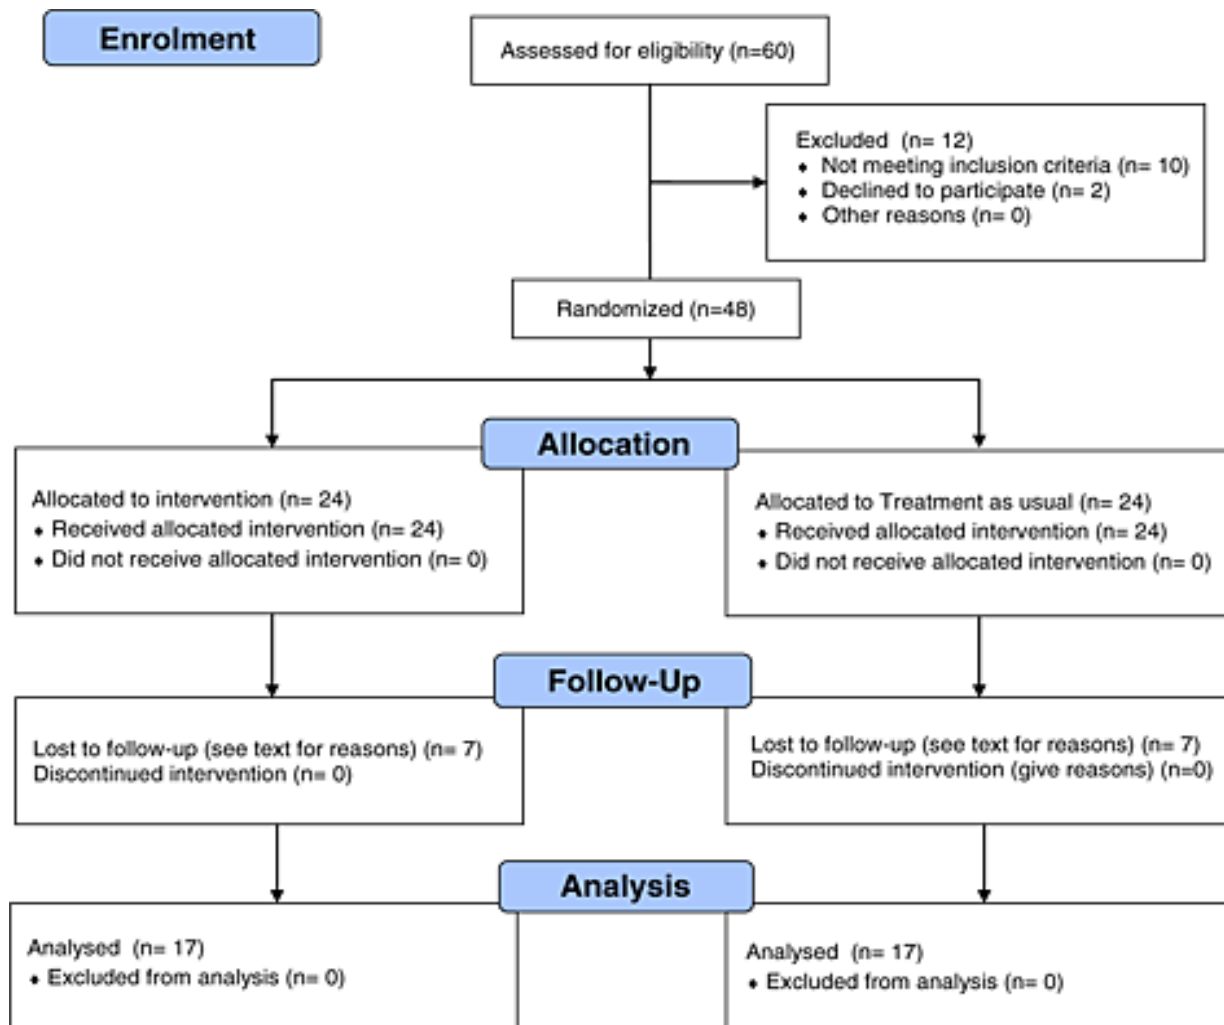 Enrolment
Assessed for eligibility (n=60)
Excluded (n= 12)
♦ Not meeting inclusion criteria (n= 10)
♦ Declined to participate (n= 2)
♦ Other reasons (n= 0)
Randomized (n=48)
Allocation
Allocated to intervention (n= 24)
♦ Received allocated intervention (n= 24)
♦ Did not receive allocated intervention (n= 0)
Allocated to Treatment as usual (n= 24)
♦ Received allocated intervention (n= 24)
♦ Did not receive allocated intervention (n= 0)
Follow-Up
Lost to follow-up (see text for reasons) (n= 7)
Discontinued intervention (n= 0)
Lost to follow-up (see text for reasons) (n= 7)
Discontinued intervention (give reasons) (n=0)
Analysis
Analysed (n= 17)
♦ Excluded from analysis (n= 0)
Analysed (n= 17)
♦ Excluded from analysis (n= 0)